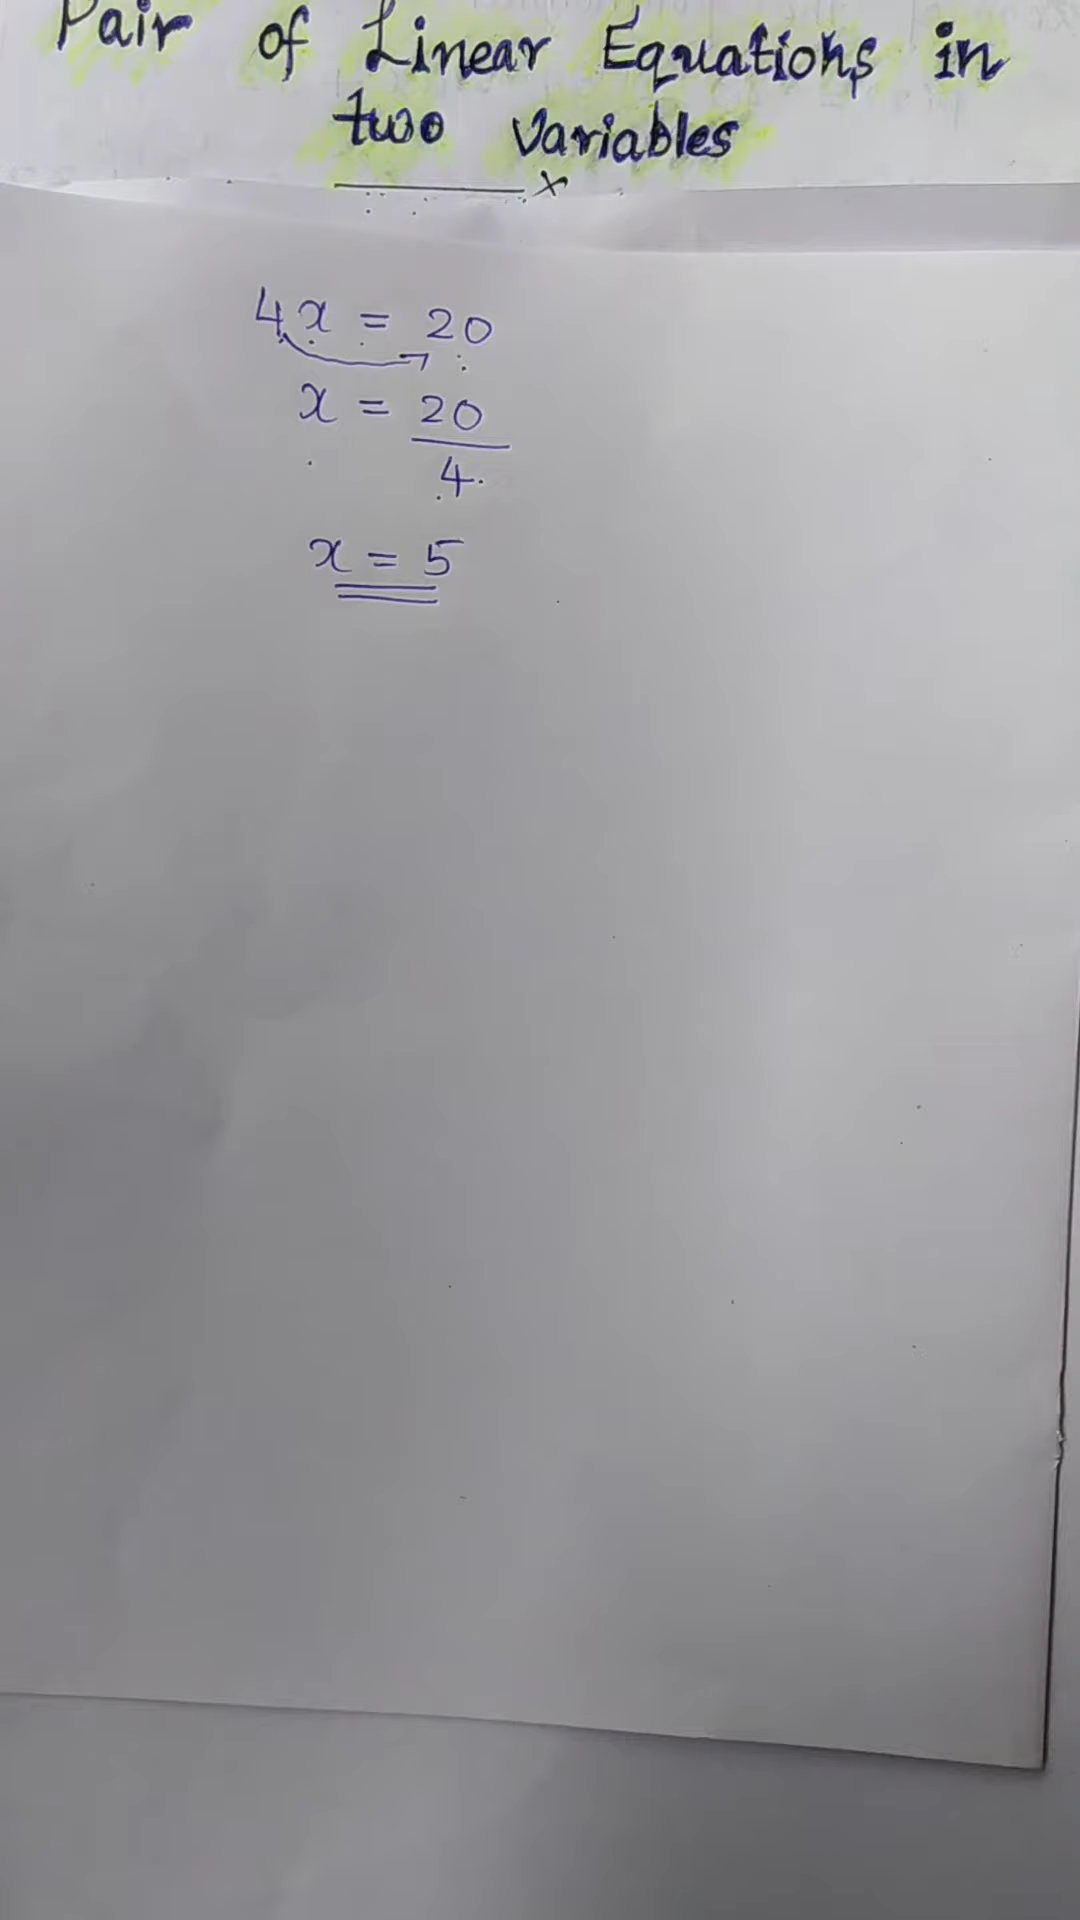 Pair of Linear Equations in
two Variables
x
4x = 20
x = 20
4
x = 5